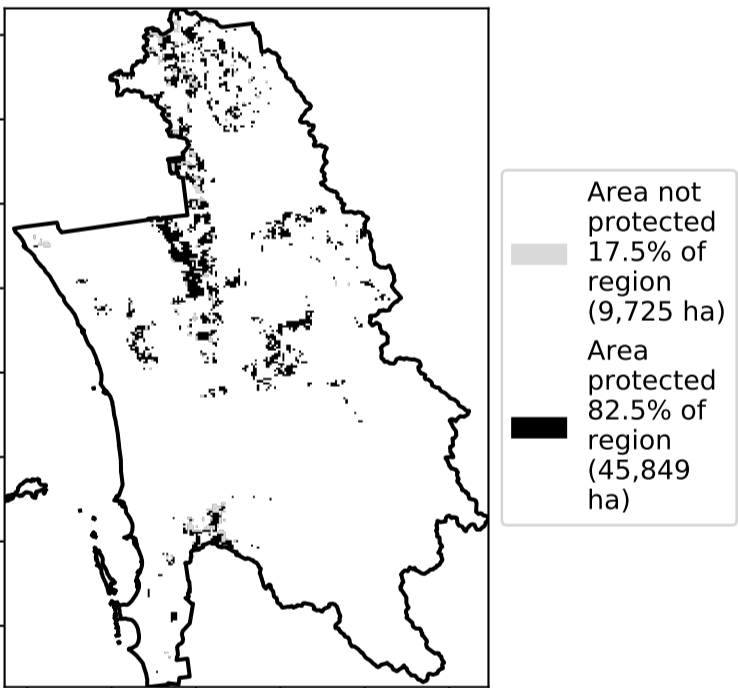 Area not
protected
17.5% of
region
(9,725 ha)
Area
protected
82.5% of
region
(45,849
ha)